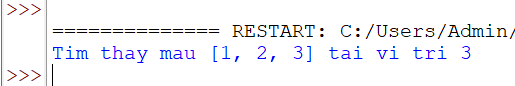 >>>
============== RESTART: C:/Users/Admin/
Tim thay mau [1, 2, 3] tai vi tri 3
>>>